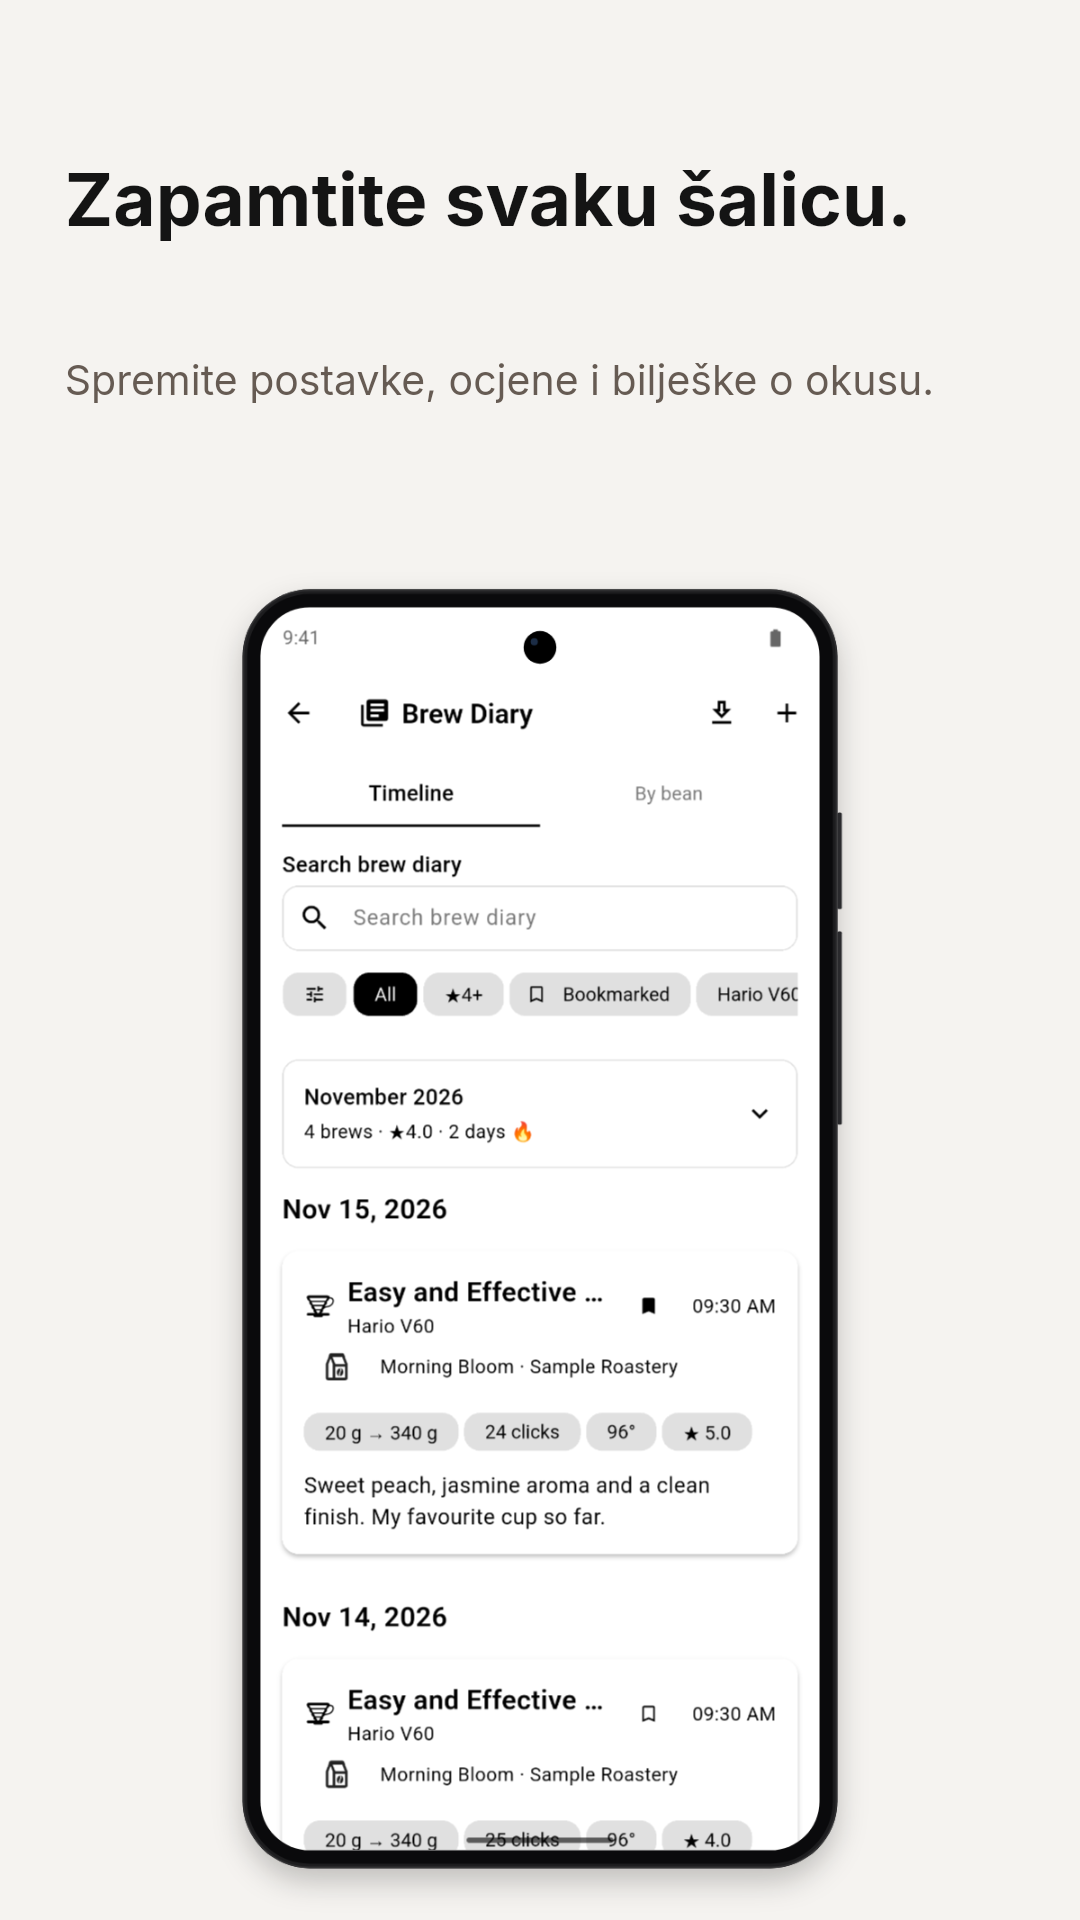 Zapamtite svaku šalicu.
Spremite postavke, ocjene i bilješke o okusu.
9:41
Brew Diary
Timeline
By bean
Search brew diary
Search brew diary
All
★4+
Bookmarked
Hario V60
November 2026
4 brews · ★4.0 · 2 days 🔥
Nov 15, 2026
Easy and Effective ...
09:30 AM
Hario V60
Morning Bloom · Sample Roastery
20 g → 340 g
24 clicks
96°
★ 5.0
Sweet peach, jasmine aroma and a clean
finish. My favourite cup so far.
Nov 14, 2026
Easy and Effective ...
09:30 AM
Hario V60
Morning Bloom · Sample Roastery
20 g → 340 g
25 clicks
96°
★ 4.0